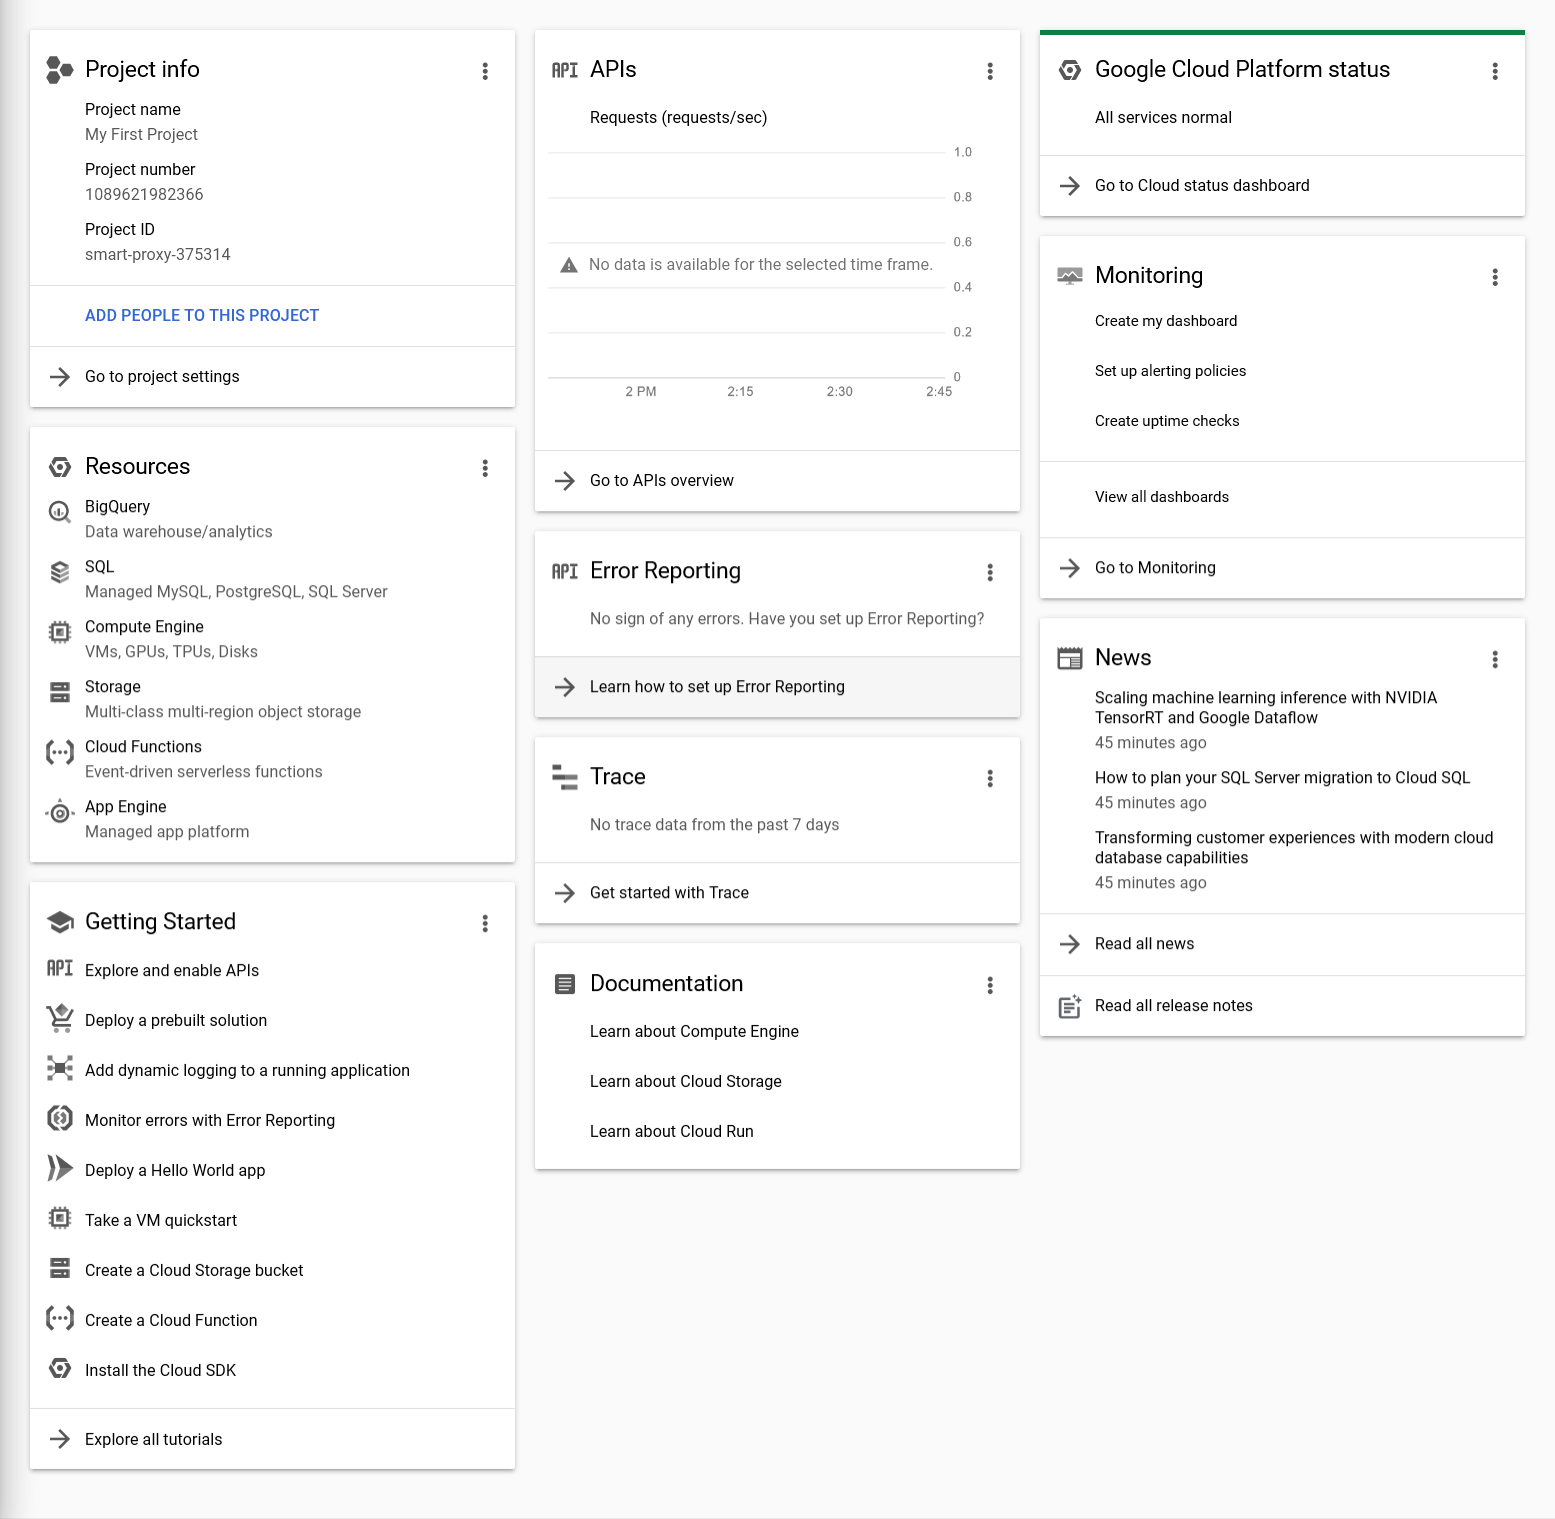 Project info
Project name
My First Project
Project number
1089621982366
Project ID
smart-proxy-375314
ADD PEOPLE TO THIS PROJECT
Go to project settings
Resources
BigQuery
Data warehouse/analytics
SQL
Managed MySQL, PostgreSQL, SQL Server
Compute Engine
VMs, GPUs, TPUs, Disks
Storage
Multi-class multi-region object storage
Cloud Functions
Event-driven serverless functions
App Engine
Managed app platform
Getting Started
API Explore and enable APIs
Deploy a prebuilt solution
Add dynamic logging to a running application
Monitor errors with Error Reporting
Deploy a Hello World app
Take a VM quickstart
Create a Cloud Storage bucket
Create a Cloud Function
Install the Cloud SDK
Explore all tutorials
API APIs
Requests (requests/sec)
1.0
0.8
0.6
No data is available for the selected time frame.
0.4
0.2
0
2 PM 2:15 2:30 2:45
Go to APIs overview
API Error Reporting
No sign of any errors. Have you set up Error Reporting?
Learn how to set up Error Reporting
Trace
No trace data from the past 7 days
Get started with Trace
Documentation
Learn about Compute Engine
Learn about Cloud Storage
Learn about Cloud Run
Google Cloud Platform status
All services normal
Go to Cloud status dashboard
Monitoring
Create my dashboard
Set up alerting policies
Create uptime checks
View all dashboards
Go to Monitoring
News
Scaling machine learning inference with NVIDIA
TensorRT and Google Dataflow
45 minutes ago
How to plan your SQL Server migration to Cloud SQL
45 minutes ago
Transforming customer experiences with modern cloud
database capabilities
45 minutes ago
Read all news
Read all release notes